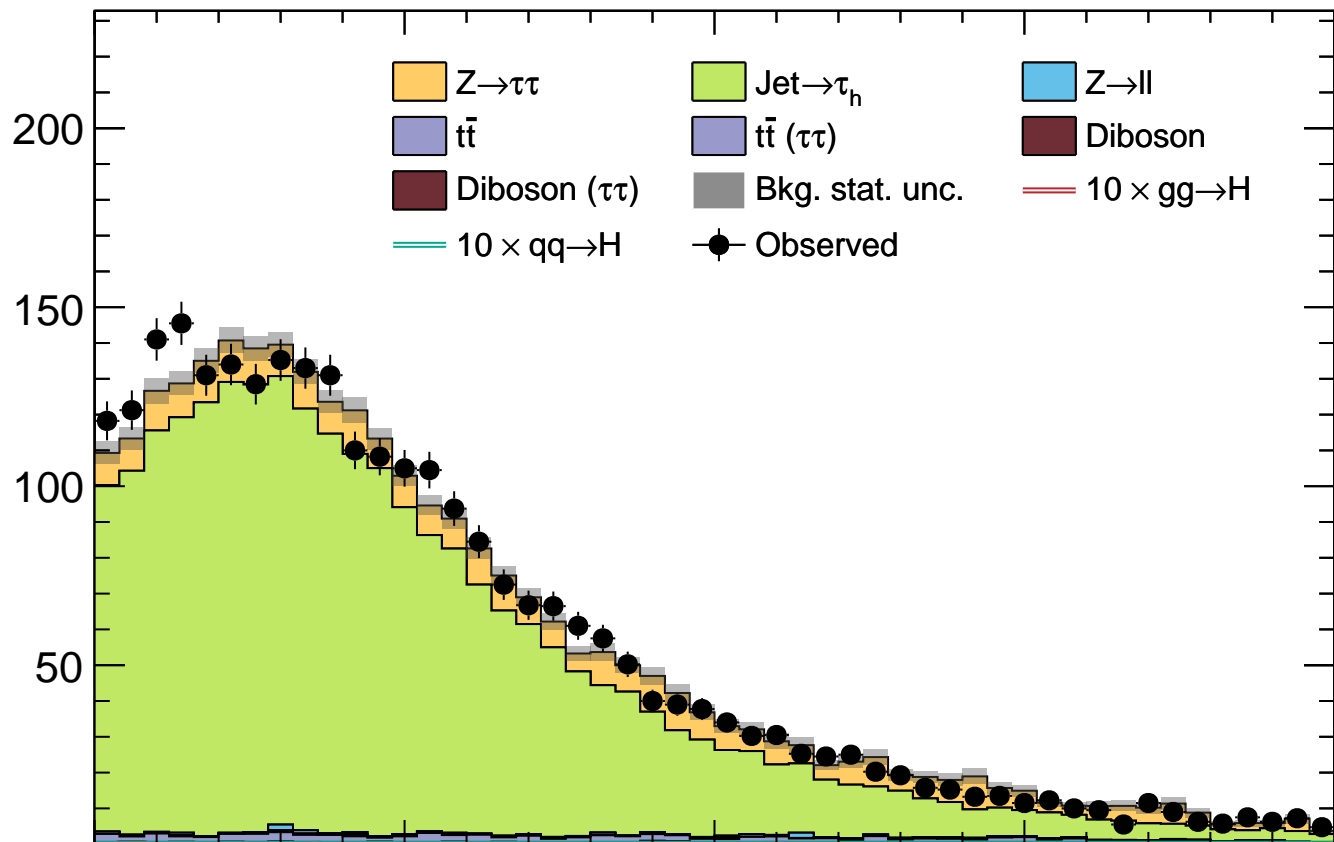 Z→ττ Jet→τₕ Z→ll
200
tt̄ tt̄ (ττ) Diboson
Diboson (ττ) Bkg. stat. unc. 10 × gg→H
10 × qq→H Observed
150
100
50